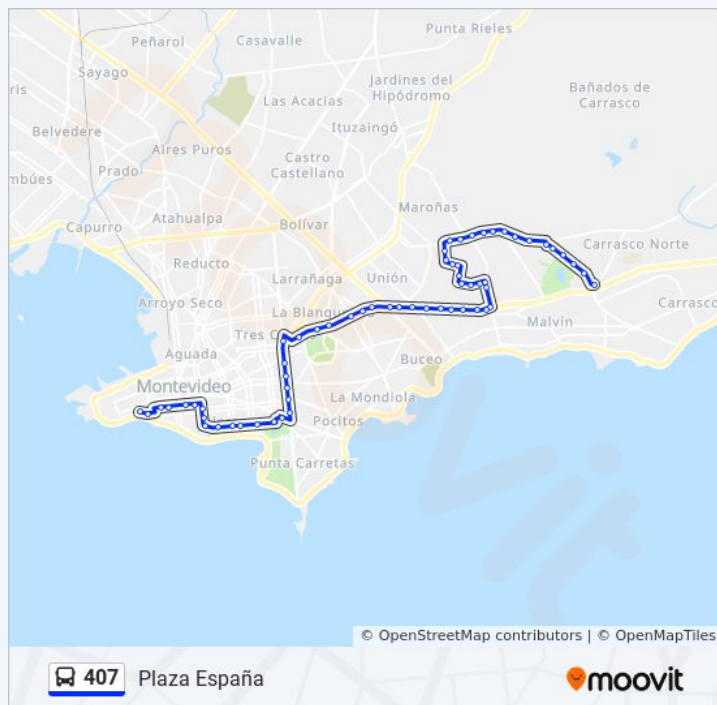 Punta Rieles
Casavalle
Peñarol
Sayago
Jardines del
Hipódromo
Bañados de
Carrasco
Las Acacias
Ituzaingó
Belvedere
Aires Puros
Castro
Castellano
Prado
mbúes
Maroñas
Atahualpa
Bolívar
Capurro
Carrasco Norte
Reducto
Larrañaga
Unión
Arroyo Seco
La Blanqueada
Carrasco
Malvín
Tres C
Aguada
Buceo
Montevideo
La Mondiola
Pocitos
Punta Carretas
© OpenStreetMap contributors | © OpenMapTiles
407 Plaza España
moovit